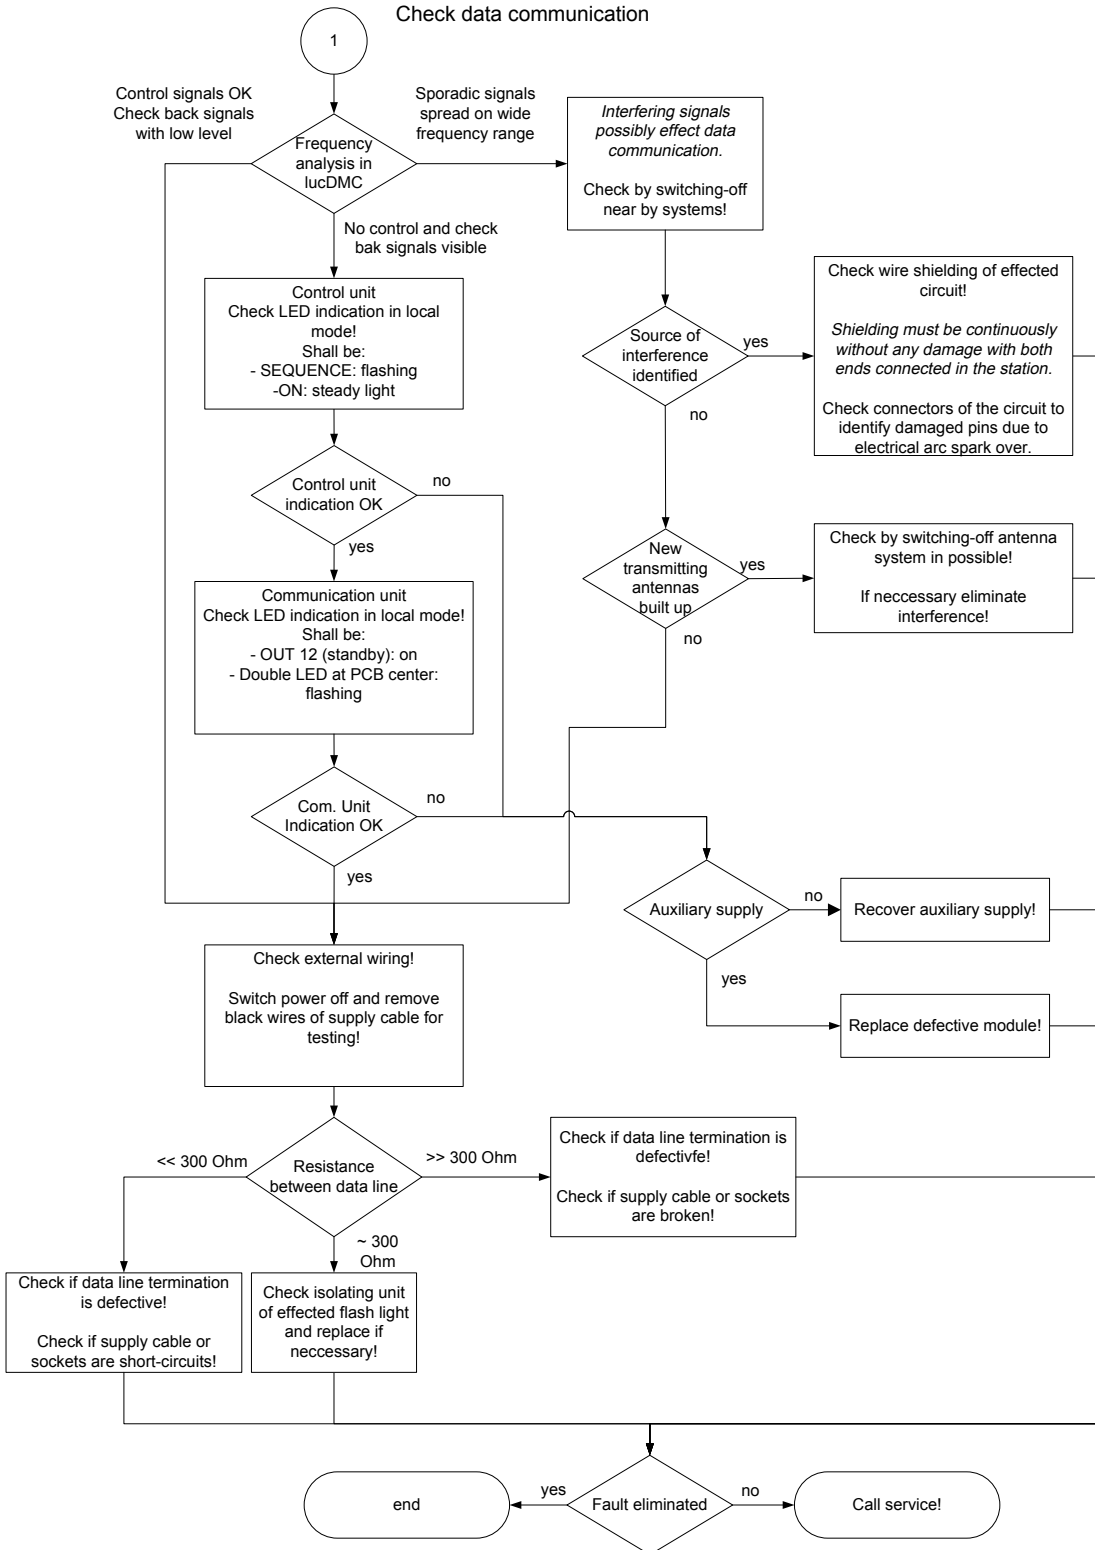 Check data communication
1
Control signals OK
Check back signals
with low level
Sporadic signals
spread on wide
frequency range
Frequency
analysis in
lucDMC
Interfering signals
possibly effect data
communication.
Check by switching-off
near by systems!
No control and check
bak signals visible
Control unit
Check LED indication in local
mode!
Shall be:
- SEQUENCE: flashing
-ON: steady light
Source of
interference
identified
yes
no
Check wire shielding of effected
circuit!
Shielding must be continuously
without any damage with both
ends connected in the station.
Check connectors of the circuit to
identify damaged pins due to
electrical arc spark over.
Control unit
indication OK
no
yes
New
transmitting
antennas
built up
yes
no
Check by switching-off antenna
system in possible!
If neccessary eliminate
interference!
Communication unit
Check LED indication in local mode!
Shall be:
- OUT 12 (standby): on
- Double LED at PCB center:
flashing
Com. Unit
Indication OK
no
yes
Auxiliary supply
no
yes
Recover auxiliary supply!
Replace defective module!
Check external wiring!
Switch power off and remove
black wires of supply cable for
testing!
Resistance
between data line
<< 300 Ohm
>> 300 Ohm
~ 300
Ohm
Check if data line termination is
defectivfe!
Check if supply cable or sockets
are broken!
Check if data line termination
is defective!
Check if supply cable or
sockets are short-circuits!
Check isolating unit
of effected flash light
and replace if
neccessary!
Fault eliminated
yes
no
end
Call service!